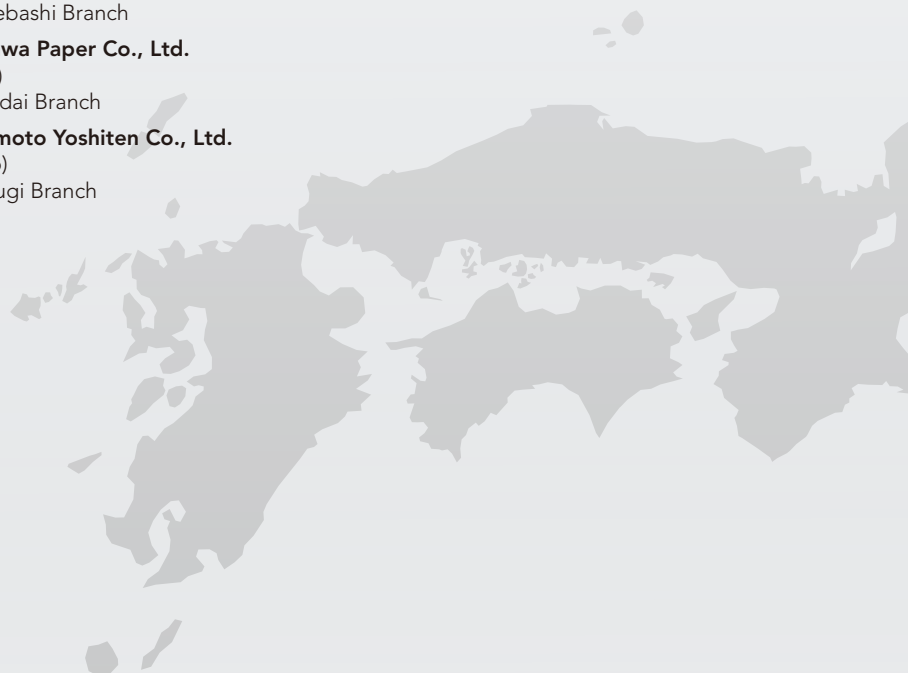 ebashi Branch
wa Paper Co., Ltd.
)
dai Branch
moto Yoshiten Co., Ltd.
)
ugi Branch